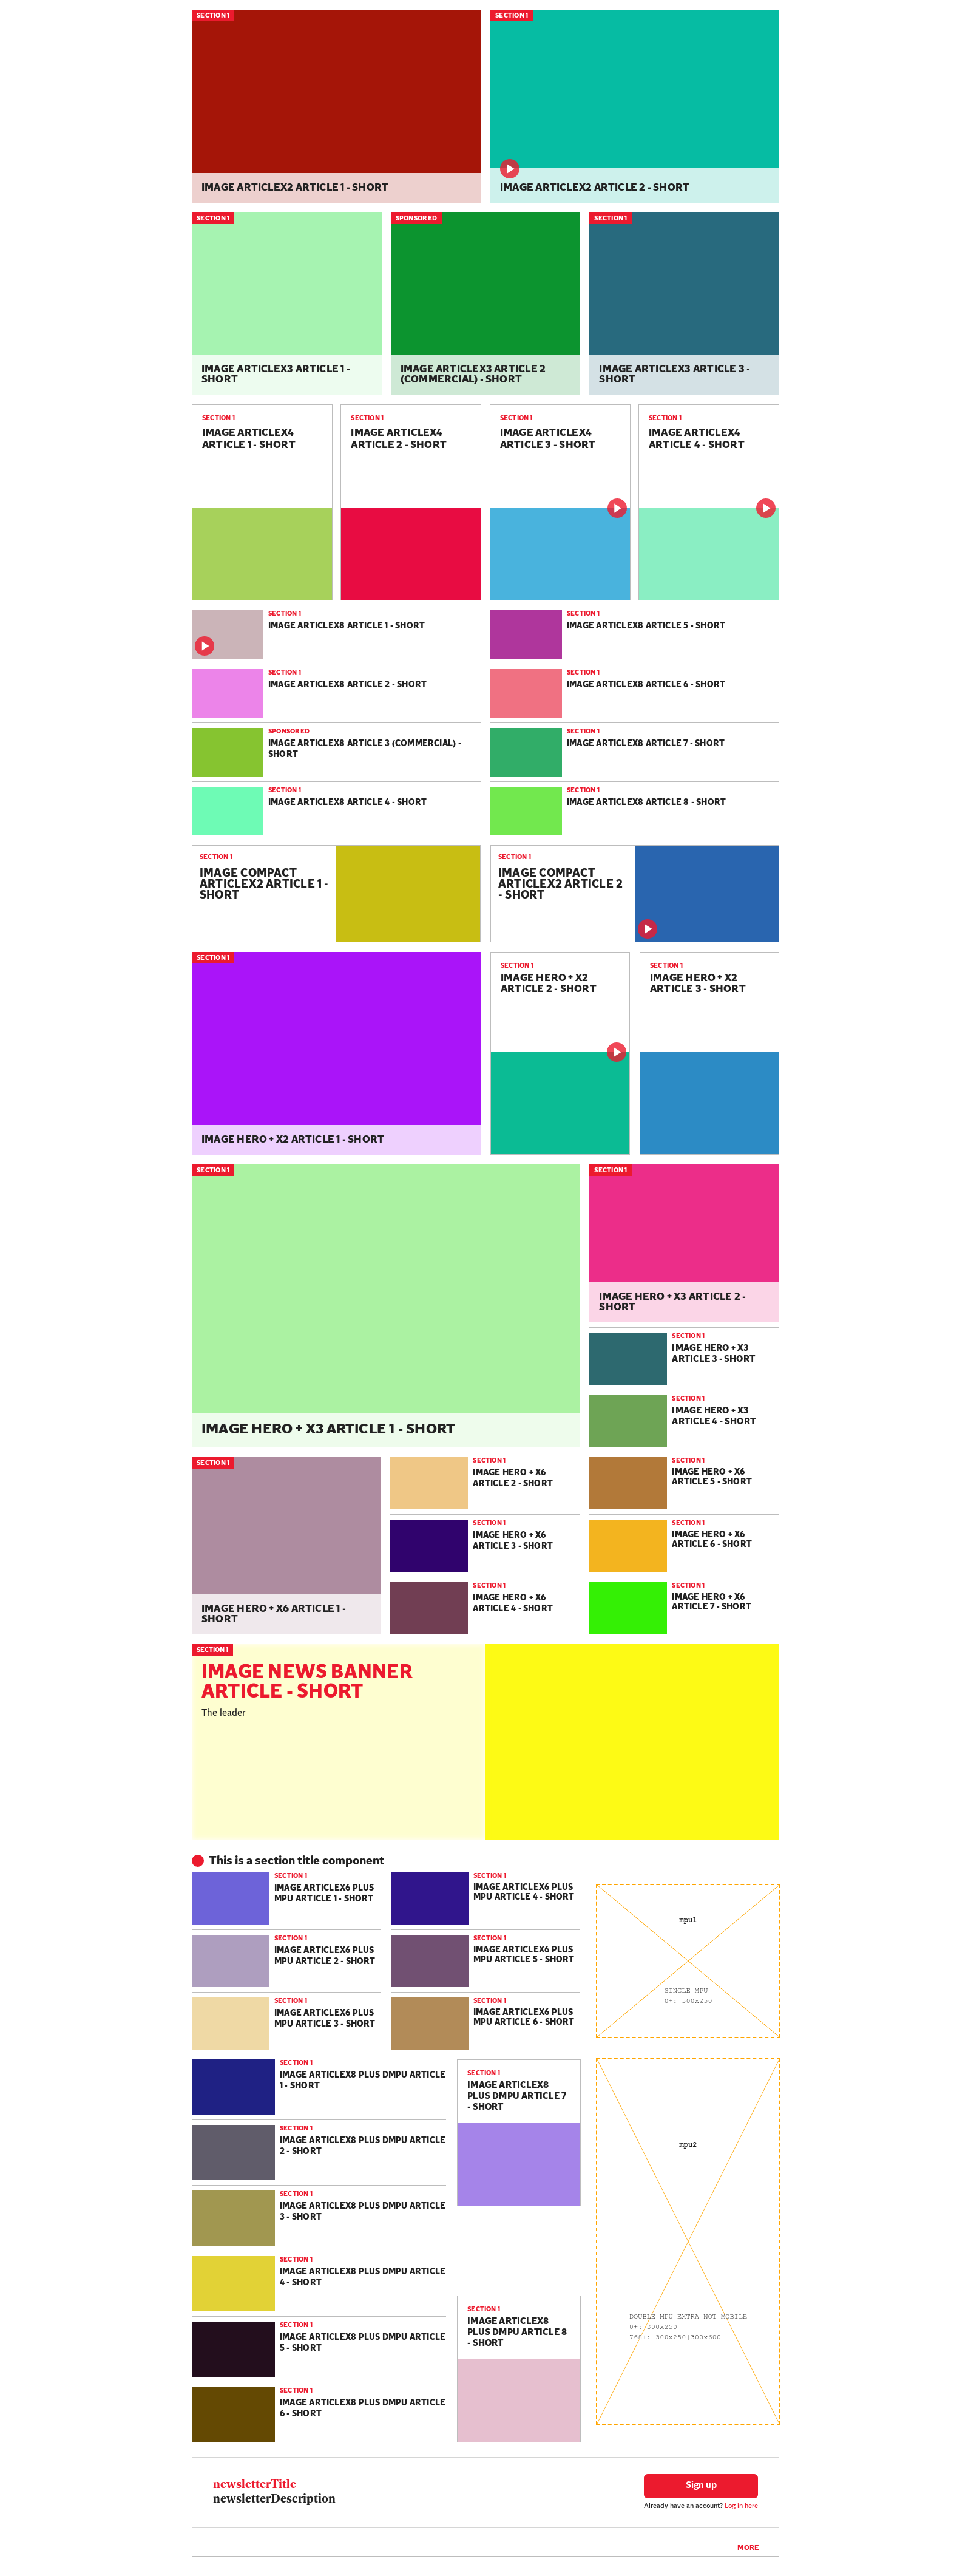 SECTION 1
IMAGE ARTICLEX2 ARTICLE 1 - SHORT
SECTION 1
IMAGE ARTICLEX2 ARTICLE 2 - SHORT
SECTION 1
IMAGE ARTICLEX3 ARTICLE 1 -
SHORT
SPONSORED
IMAGE ARTICLEX3 ARTICLE 2
(COMMERCIAL) - SHORT
SECTION 1
IMAGE ARTICLEX3 ARTICLE 3 -
SHORT
SECTION 1
IMAGE ARTICLEX4
ARTICLE 1 - SHORT
SECTION 1
IMAGE ARTICLEX4
ARTICLE 2 - SHORT
SECTION 1
IMAGE ARTICLEX4
ARTICLE 3 - SHORT
SECTION 1
IMAGE ARTICLEX4
ARTICLE 4 - SHORT
SECTION 1
IMAGE ARTICLEX8 ARTICLE 1 - SHORT
SECTION 1
IMAGE ARTICLEX8 ARTICLE 2 - SHORT
SPONSORED
IMAGE ARTICLEX8 ARTICLE 3 (COMMERCIAL) -
SHORT
SECTION 1
IMAGE ARTICLEX8 ARTICLE 4 - SHORT
SECTION 1
IMAGE ARTICLEX8 ARTICLE 5 - SHORT
SECTION 1
IMAGE ARTICLEX8 ARTICLE 6 - SHORT
SECTION 1
IMAGE ARTICLEX8 ARTICLE 7 - SHORT
SECTION 1
IMAGE ARTICLEX8 ARTICLE 8 - SHORT
SECTION 1
IMAGE COMPACT
ARTICLEX2 ARTICLE 1 -
SHORT
SECTION 1
IMAGE COMPACT
ARTICLEX2 ARTICLE 2
- SHORT
SECTION 1
IMAGE HERO + X2 ARTICLE 1 - SHORT
SECTION 1
IMAGE HERO + X2
ARTICLE 2 - SHORT
SECTION 1
IMAGE HERO + X2
ARTICLE 3 - SHORT
SECTION 1
IMAGE HERO + X3 ARTICLE 1 - SHORT
SECTION 1
IMAGE HERO + X3 ARTICLE 2 -
SHORT
SECTION 1
IMAGE HERO + X3
ARTICLE 3 - SHORT
SECTION 1
IMAGE HERO + X3
ARTICLE 4 - SHORT
SECTION 1
IMAGE HERO + X6 ARTICLE 1 -
SHORT
SECTION 1
IMAGE HERO + X6
ARTICLE 2 - SHORT
SECTION 1
IMAGE HERO + X6
ARTICLE 3 - SHORT
SECTION 1
IMAGE HERO + X6
ARTICLE 4 - SHORT
SECTION 1
IMAGE HERO + X6
ARTICLE 5 - SHORT
SECTION 1
IMAGE HERO + X6
ARTICLE 6 - SHORT
SECTION 1
IMAGE HERO + X6
ARTICLE 7 - SHORT
SECTION 1
IMAGE NEWS BANNER
ARTICLE - SHORT
The leader
This is a section title component
SECTION 1
IMAGE ARTICLEX6 PLUS
MPU ARTICLE 1 - SHORT
SECTION 1
IMAGE ARTICLEX6 PLUS
MPU ARTICLE 2 - SHORT
SECTION 1
IMAGE ARTICLEX6 PLUS
MPU ARTICLE 3 - SHORT
SECTION 1
IMAGE ARTICLEX6 PLUS
MPU ARTICLE 4 - SHORT
SECTION 1
IMAGE ARTICLEX6 PLUS
MPU ARTICLE 5 - SHORT
SECTION 1
IMAGE ARTICLEX6 PLUS
MPU ARTICLE 6 - SHORT
mpu1
SINGLE_MPU
0+: 300x250
SECTION 1
IMAGE ARTICLEX8 PLUS DMPU ARTICLE
1 - SHORT
SECTION 1
IMAGE ARTICLEX8 PLUS DMPU ARTICLE
2 - SHORT
SECTION 1
IMAGE ARTICLEX8 PLUS DMPU ARTICLE
3 - SHORT
SECTION 1
IMAGE ARTICLEX8 PLUS DMPU ARTICLE
4 - SHORT
SECTION 1
IMAGE ARTICLEX8 PLUS DMPU ARTICLE
5 - SHORT
SECTION 1
IMAGE ARTICLEX8 PLUS DMPU ARTICLE
6 - SHORT
SECTION 1
IMAGE ARTICLEX8
PLUS DMPU ARTICLE 7
- SHORT
SECTION 1
IMAGE ARTICLEX8
PLUS DMPU ARTICLE 8
- SHORT
mpu2
DOUBLE_MPU_EXTRA_NOT_MOBILE
0+: 300x250
768+: 300x250|300x600
newsletterTitle
newsletterDescription
Sign up
Already have an account? Log in here
MORE